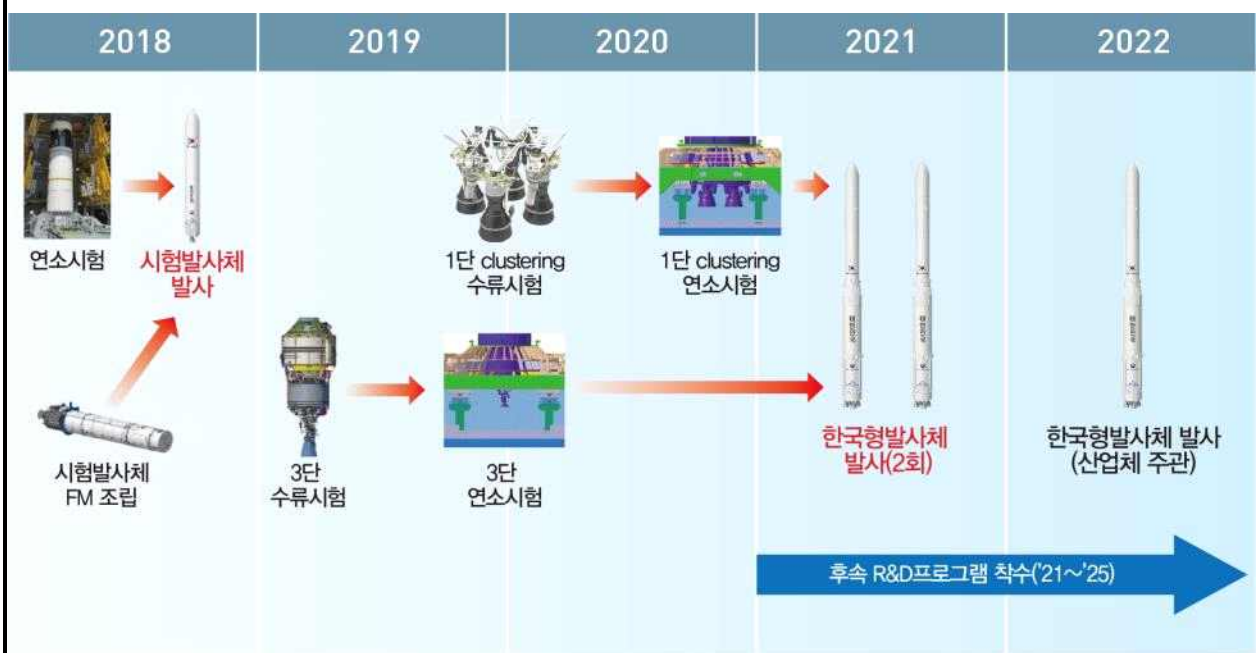 2018
2019
2020
2021
2022
연소시험
시험발사체
발사
1단 clustering
수류시험
1단 clustering
연소시험
시험발사체
FM 조립
3단
수류시험
3단
연소시험
한국형발사체
발사(2회)
한국형발사체 발사
(산업체 주관)
후속 R&D프로그램 착수('21~'25)